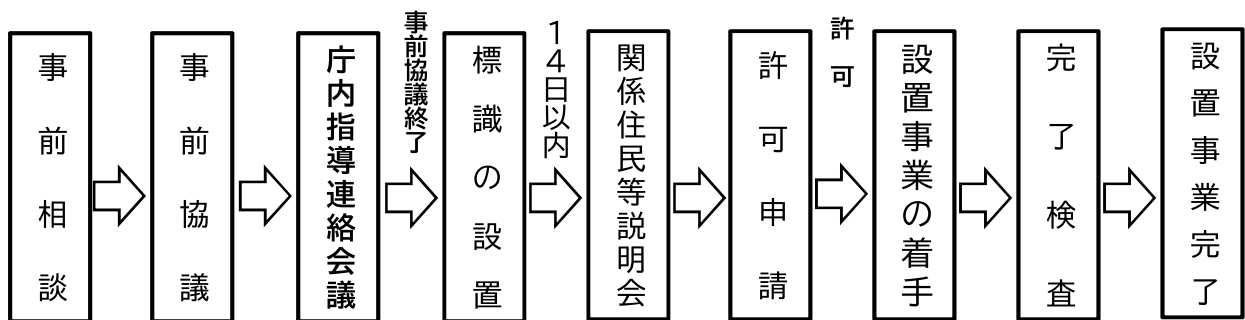 事前相談
事前協議
庁内指導連絡会議
事前協議終了
標識の設置
14日以内
関係住民等説明会
許可申請
許可
設置事業の着手
完了検査
設置事業完了